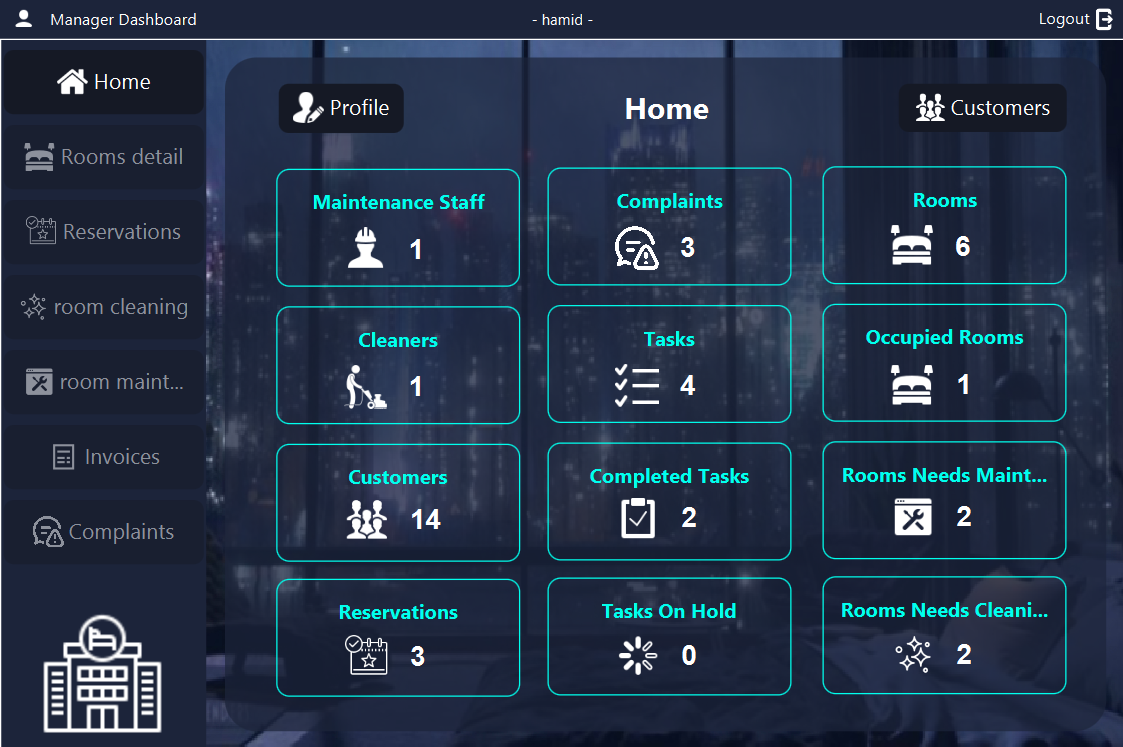 Manager Dashboard
- hamid -
Logout
Home
Rooms detail
Reservations
room cleaning
room maint...
Invoices
Complaints
Profile
Home
Customers
Maintenance Staff
1
Complaints
3
Rooms
6
Cleaners
1
Tasks
4
Occupied Rooms
1
Customers
14
Completed Tasks
2
Rooms Needs Maint...
2
Reservations
3
Tasks On Hold
0
Rooms Needs Cleani...
2